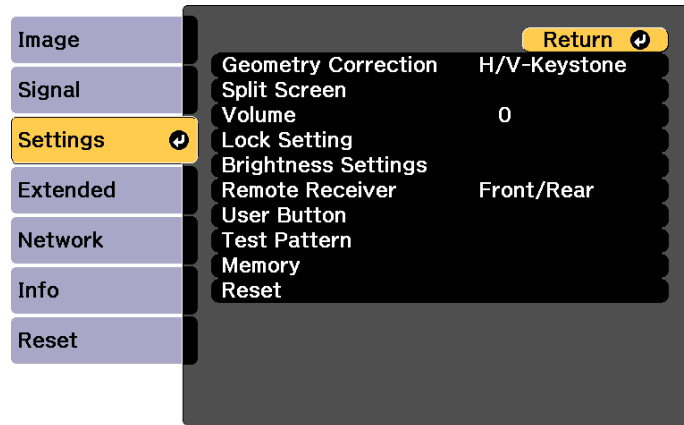 Image
Signal
Settings
Extended
Network
Info
Reset
Return
Geometry Correction H/V-Keystone
Split Screen
Volume 0
Lock Setting
Brightness Settings
Remote Receiver Front/Rear
User Button
Test Pattern
Memory
Reset